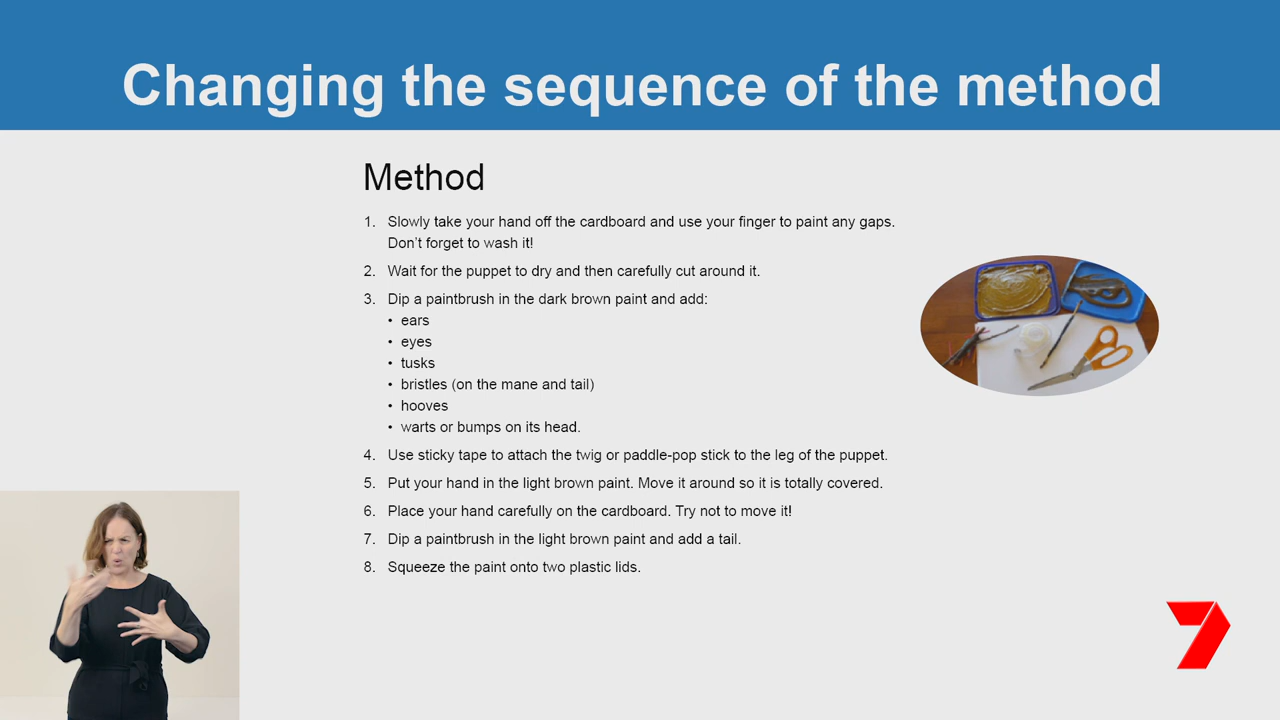 Changing the sequence of the method
Method
1. Slowly take your hand off the cardboard and use your finger to paint any gaps.
Don't forget to wash it!
2. Wait for the puppet to dry and then carefully cut around it.
3. Dip a paintbrush in the dark brown paint and add:
• ears
• eyes
• tusks
• bristles (on the mane and tail)
• hooves
• warts or bumps on its head.
4. Use sticky tape to attach the twig or paddle-pop stick to the leg of the puppet.
5. Put your hand in the light brown paint. Move it around so it is totally covered.
6. Place your hand carefully on the cardboard. Try not to move it!
7. Dip a paintbrush in the light brown paint and add a tail.
8. Squeeze the paint onto two plastic lids.
7